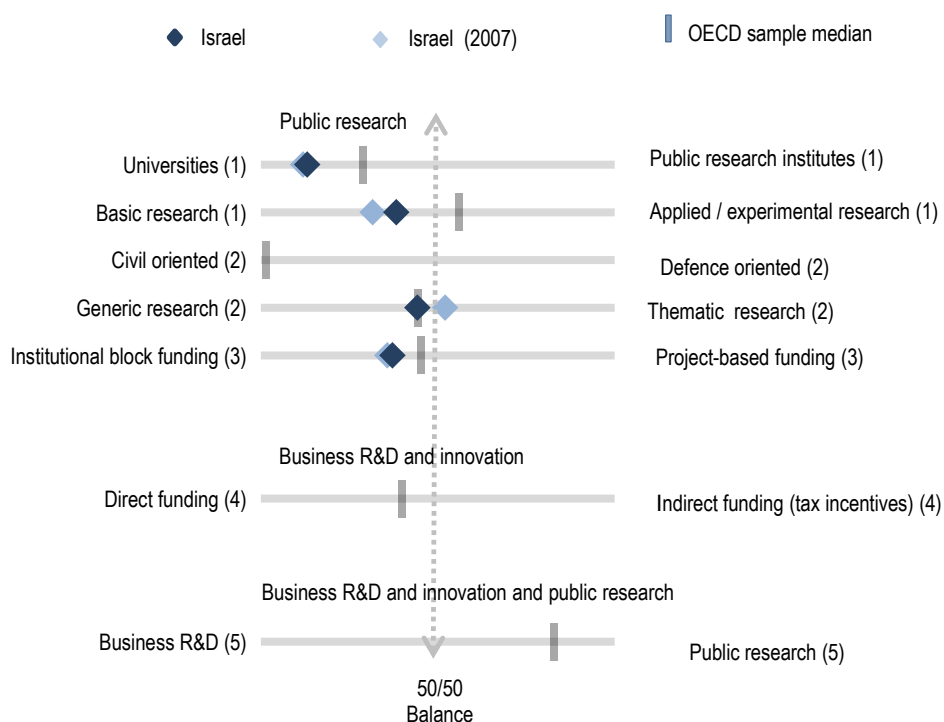 Israel
Israel (2007)
OECD sample median
Public research
Universities (1)
Public research institutes (1)
Basic research (1)
Applied / experimental research (1)
Civil oriented (2)
Defence oriented (2)
Generic research (2)
Thematic research (2)
Institutional block funding (3)
Project-based funding (3)
Business R&D and innovation
Direct funding (4)
Indirect funding (tax incentives) (4)
Business R&D and innovation and public research
Business R&D (5)
Public research (5)
50/50
Balance